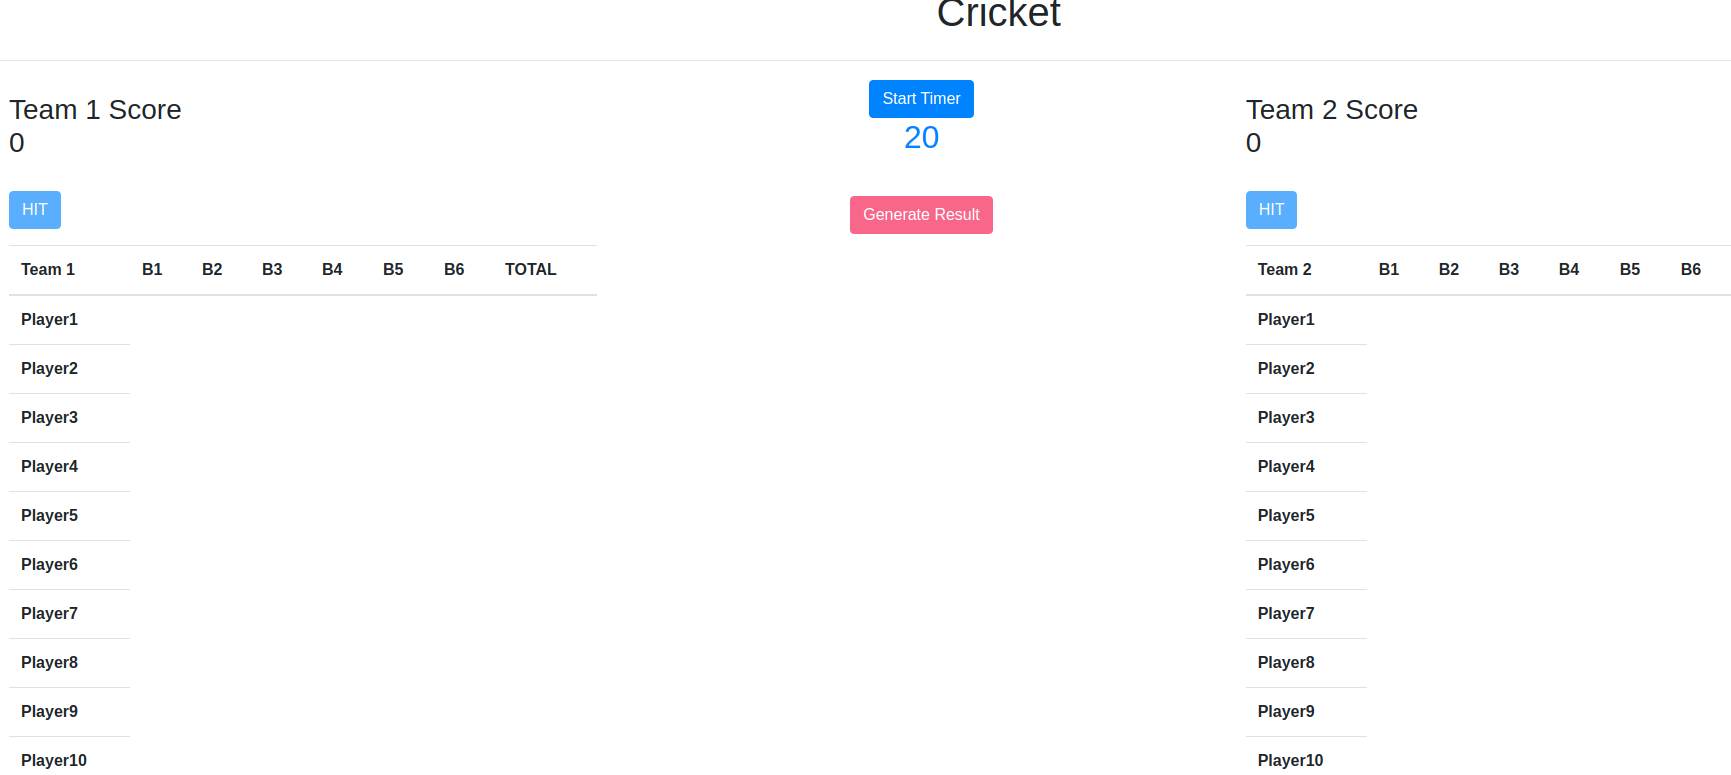 Cricket
Team 1 Score
0
HIT
Team 1 B1 B2 B3 B4 B5 B6 TOTAL
Player1
Player2
Player3
Player4
Player5
Player6
Player7
Player8
Player9
Player10
Start Timer
20
Generate Result
Team 2 Score
0
HIT
Team 2 B1 B2 B3 B4 B5 B6
Player1
Player2
Player3
Player4
Player5
Player6
Player7
Player8
Player9
Player10